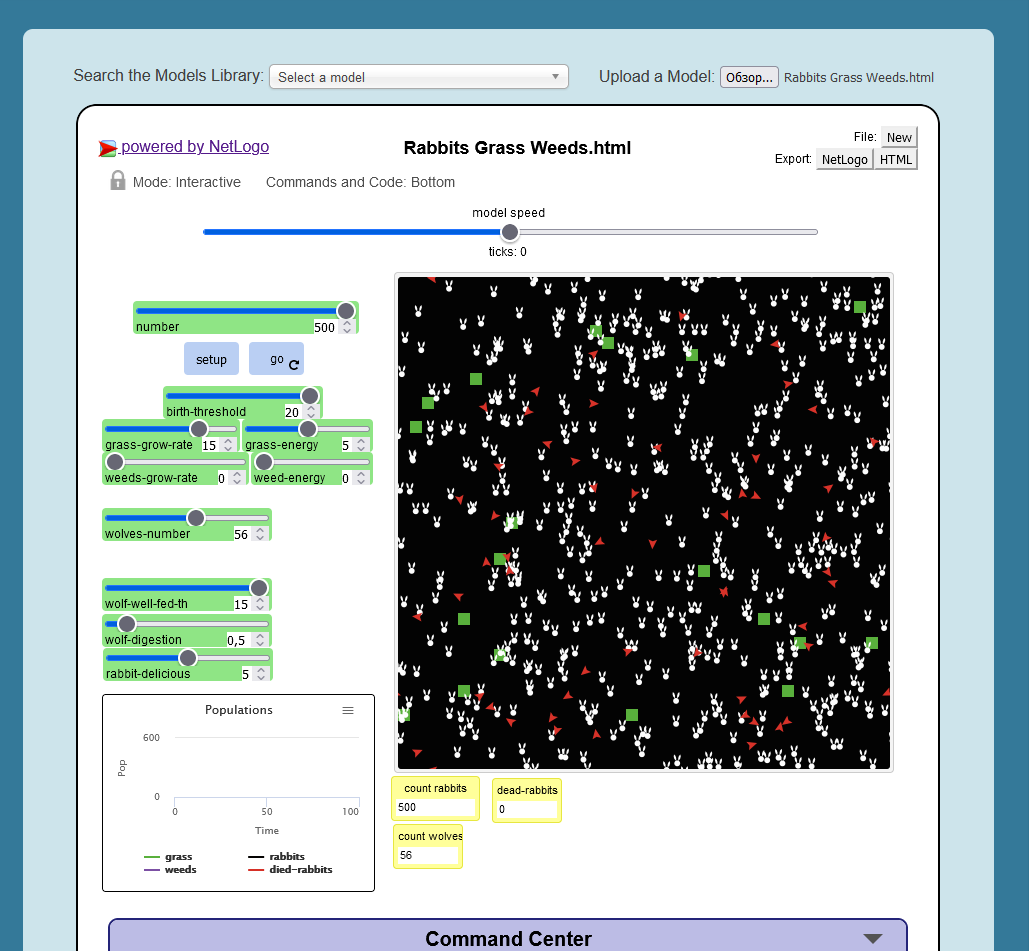 Search the Models Library: Select a model Upload a Model: Обзор... Rabbits Grass Weeds.html
powered by NetLogo Rabbits Grass Weeds.html File: New
Export: NetLogo HTML
Mode: Interactive Commands and Code: Bottom
model speed
ticks: 0
number 500
setup go
birth-threshold 20
grass-grow-rate 15 grass-energy 5
weeds-grow-rate 0 weed-energy 0
wolves-number 56
wolf-well-fed-th 15
wolf-digestion 0,5
rabbit-delicious 5
Populations
600
Pop
0
0 50 100
Time
grass rabbits
weeds died-rabbits
count rabbits dead-rabbits
500 0
count wolves
56
Command Center